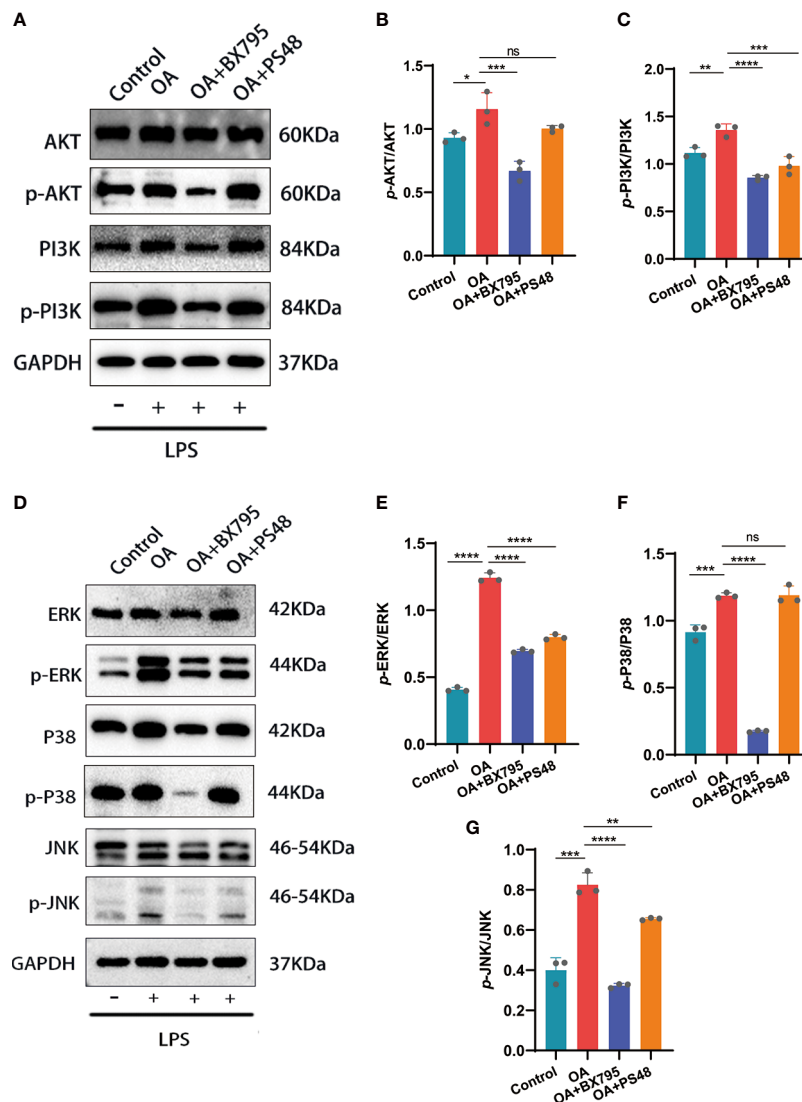 A
Control
OA
OA+BX795
OA+PS48
AKT
60KDa
p-AKT
60KDa
PI3K
84KDa
p-PI3K
84KDa
GAPDH
37KDa
- + + +
LPS
B
ns
***
*
p-AKT/AKT
1.5
1.0
0.5
0.0
Control
OA
OA+BX795
OA+PS48
C
***
****
**
p-PI3K/PI3K
2.0
1.5
1.0
0.5
0.0
Control
OA
OA+BX795
OA+PS48
D
Control
OA
OA+BX795
OA+PS48
ERK
42KDa
p-ERK
44KDa
P38
42KDa
p-P38
44KDa
JNK
46-54KDa
p-JNK
46-54KDa
GAPDH
37KDa
- + + +
LPS
E
****
**** ****
p-ERK/ERK
1.5
1.0
0.5
0.0
Control
OA
OA+BX795
OA+PS48
F
ns
*** ****
p-P38/P38
1.5
1.0
0.5
0.0
Control
OA
OA+BX795
OA+PS48
G
**
****
***
p-JNK/JNK
1.0
0.8
0.6
0.4
0.2
0.0
Control
OA
OA+BX795
OA+PS48